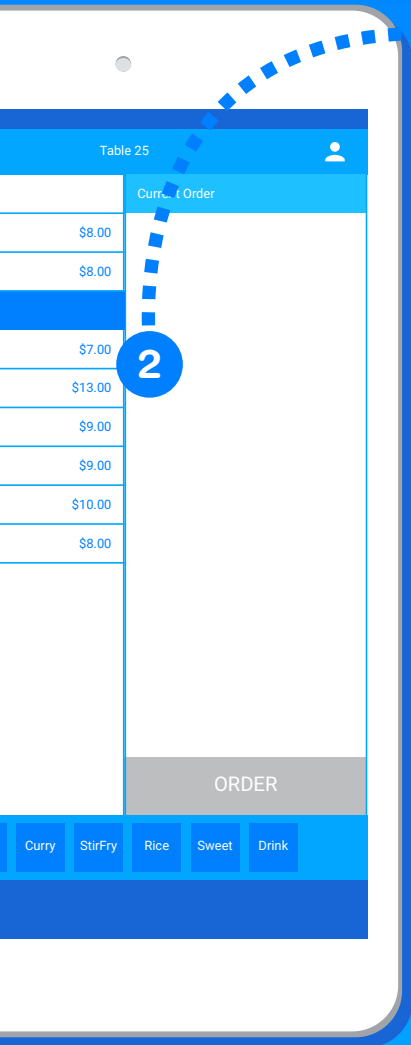 Table 25
Current Order
$8.00
$8.00
$7.00
2
$13.00
$9.00
$9.00
$10.00
$8.00
ORDER
Curry StirFry Rice Sweet Drink